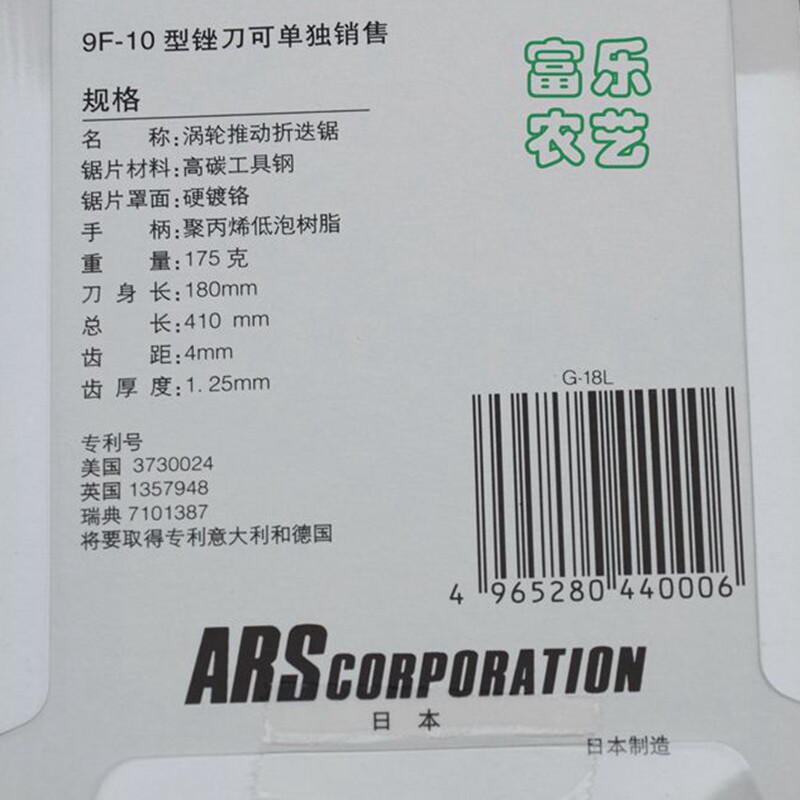 9F-10 型锉刀可单独销售
富乐
农艺
规格
名 称:涡轮推动折迭锯
锯片材料:高碳工具钢
锯片罩面:硬镀铬
手 柄:聚丙烯低泡树脂
重 量:175 克
刀 身 长:180mm
总 长:410 mm
齿 距:4mm
齿 厚 度:1.25mm
G-18L
专利号
美国 3730024
英国 1357948
瑞典 7101387
将要取得专利意大利和德国
4 965280 440006
ARS CORPORATION
日 本
日本制造